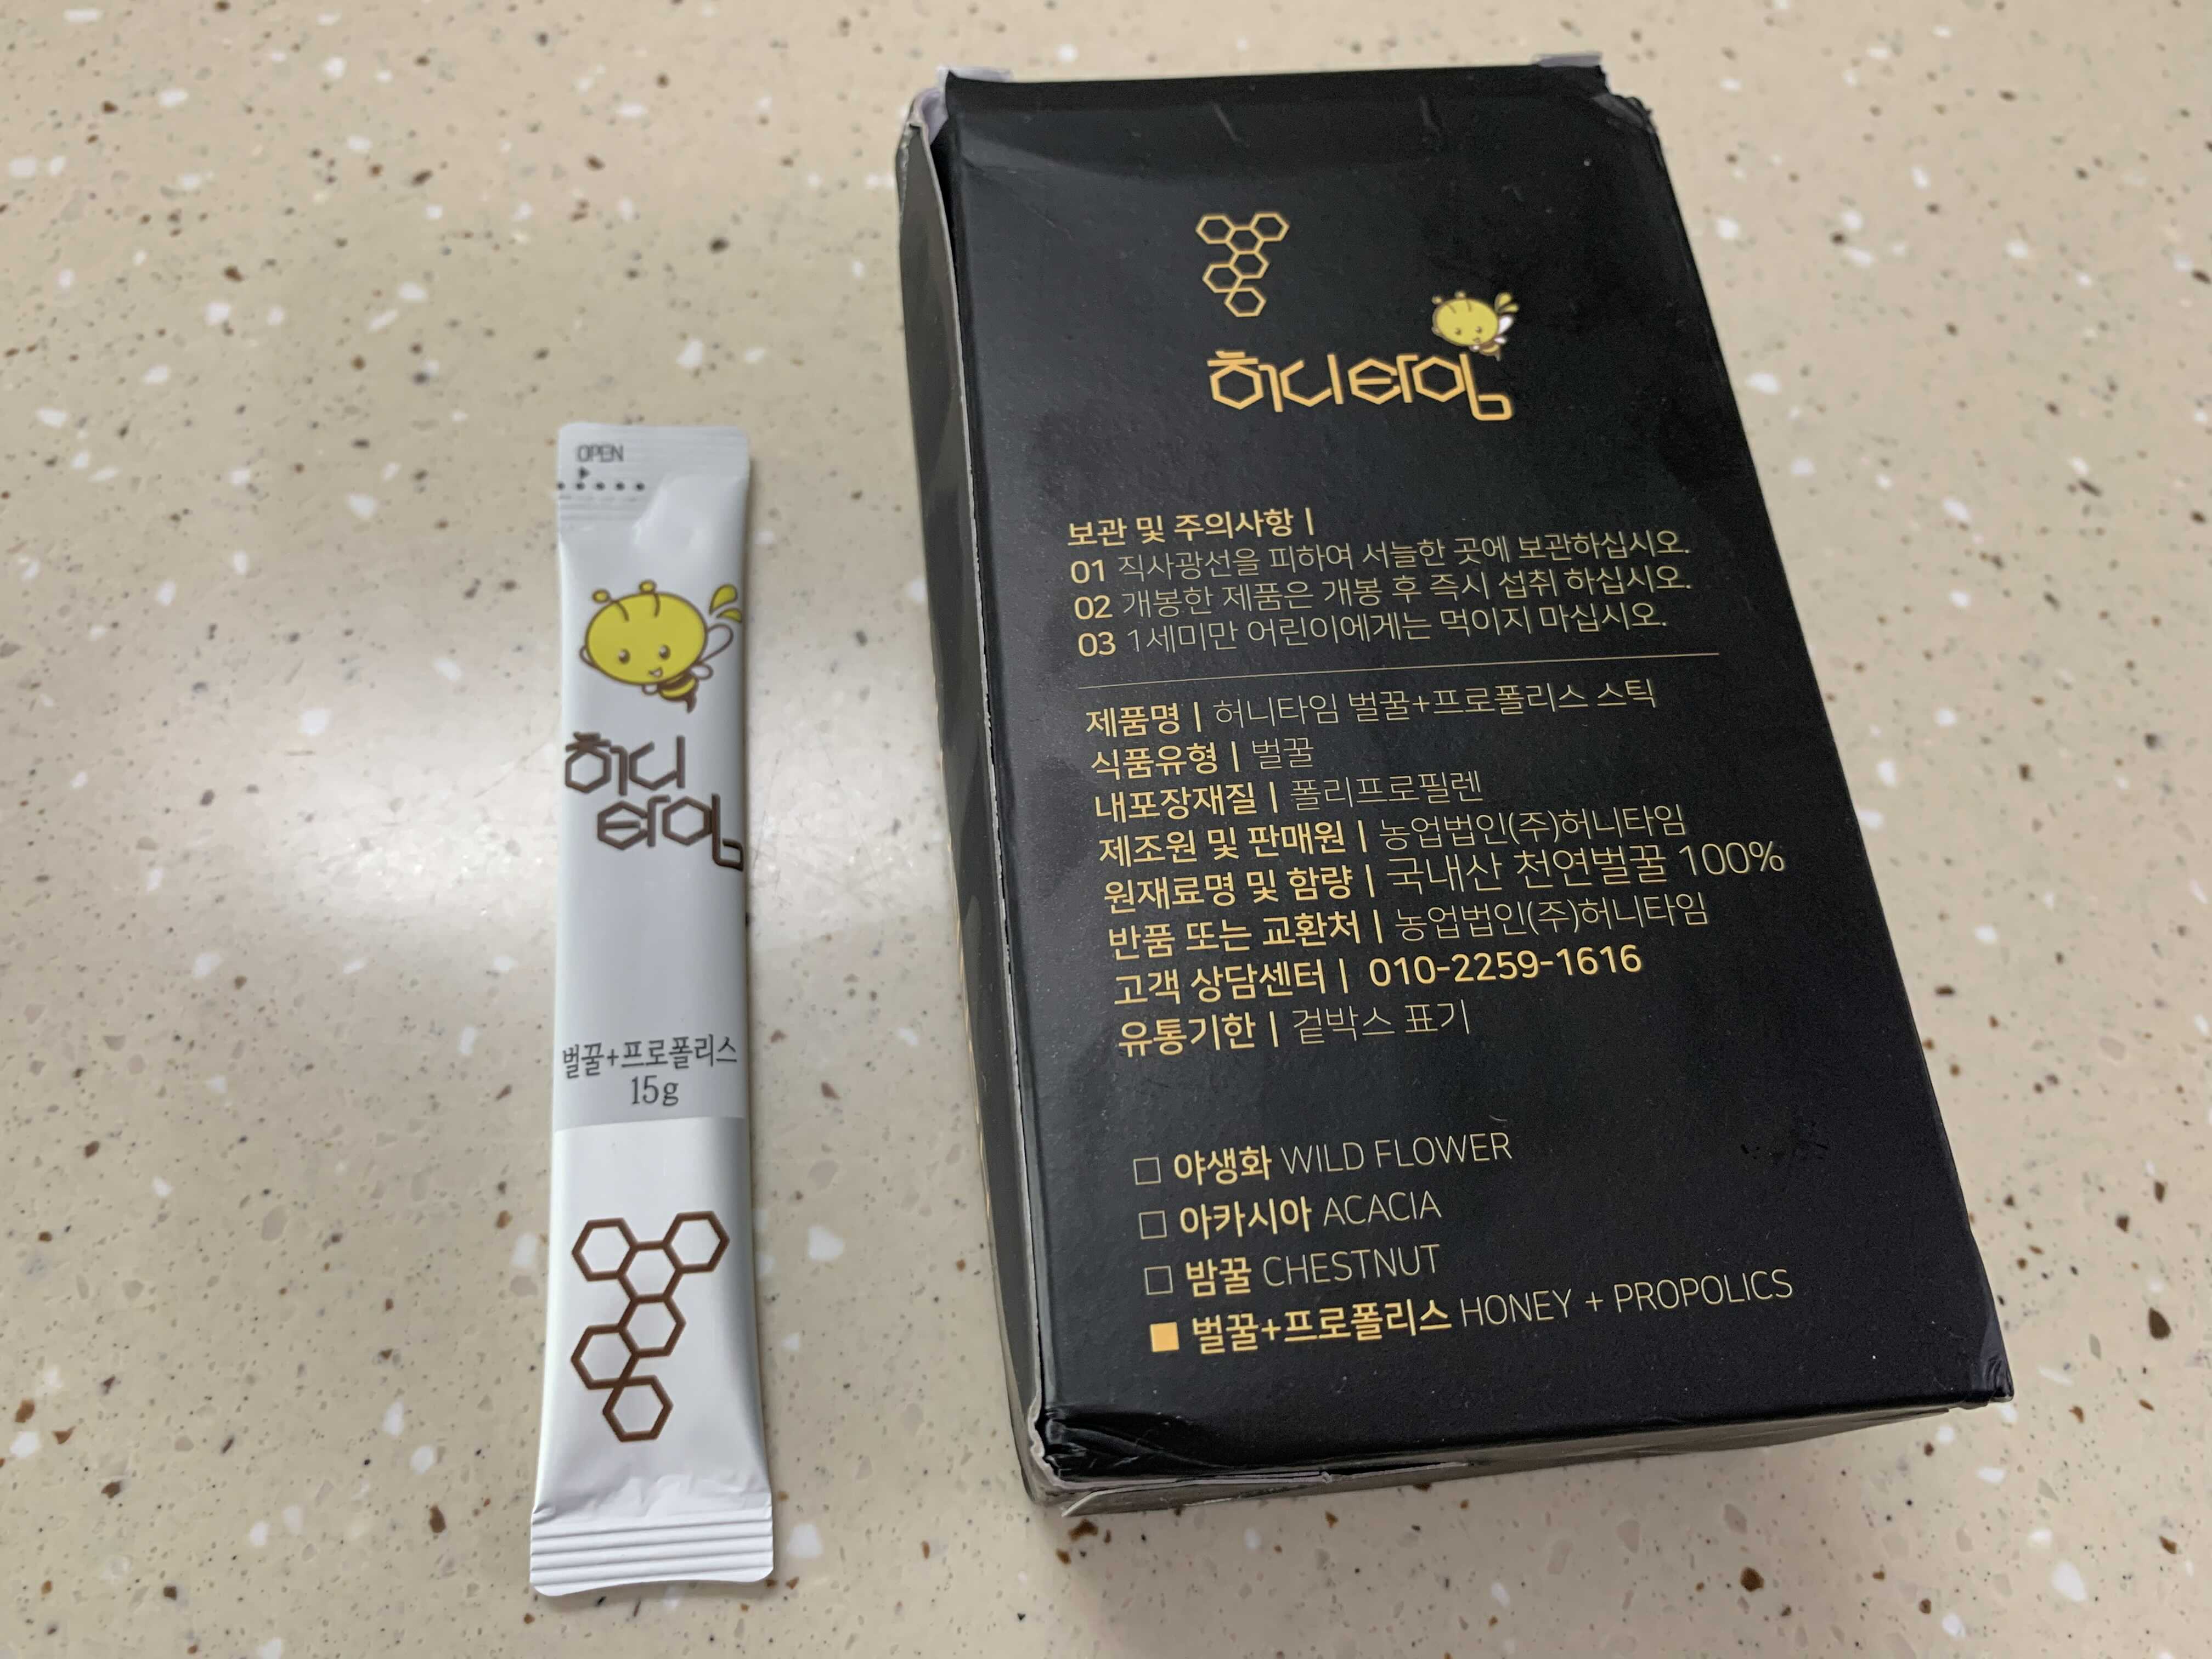 OPEN
허니
타임
벌꿀+프로폴리스
15g
허니타임
보관 및 주의사항 |
01 직사광선을 피하여 서늘한 곳에 보관하십시오.
02 개봉한 제품은 개봉 후 즉시 섭취 하십시오.
03 1세미만 어린이에게는 먹이지 마십시오.
제품명 | 허니타임 벌꿀+프로폴리스 스틱
식품유형 | 벌꿀
내포장재질 | 폴리프로필렌
제조원 및 판매원 | 농업법인(주)허니타임
원재료명 및 함량 | 국내산 천연벌꿀 100%
반품 또는 교환처 | 농업법인(주)허니타임
고객 상담센터 | 010-2259-1616
유통기한 | 겉박스 표기
□ 야생화 WILD FLOWER
□ 아카시아 ACACIA
□ 밤꿀 CHESTNUT
■ 벌꿀+프로폴리스 HONEY + PROPOLICS